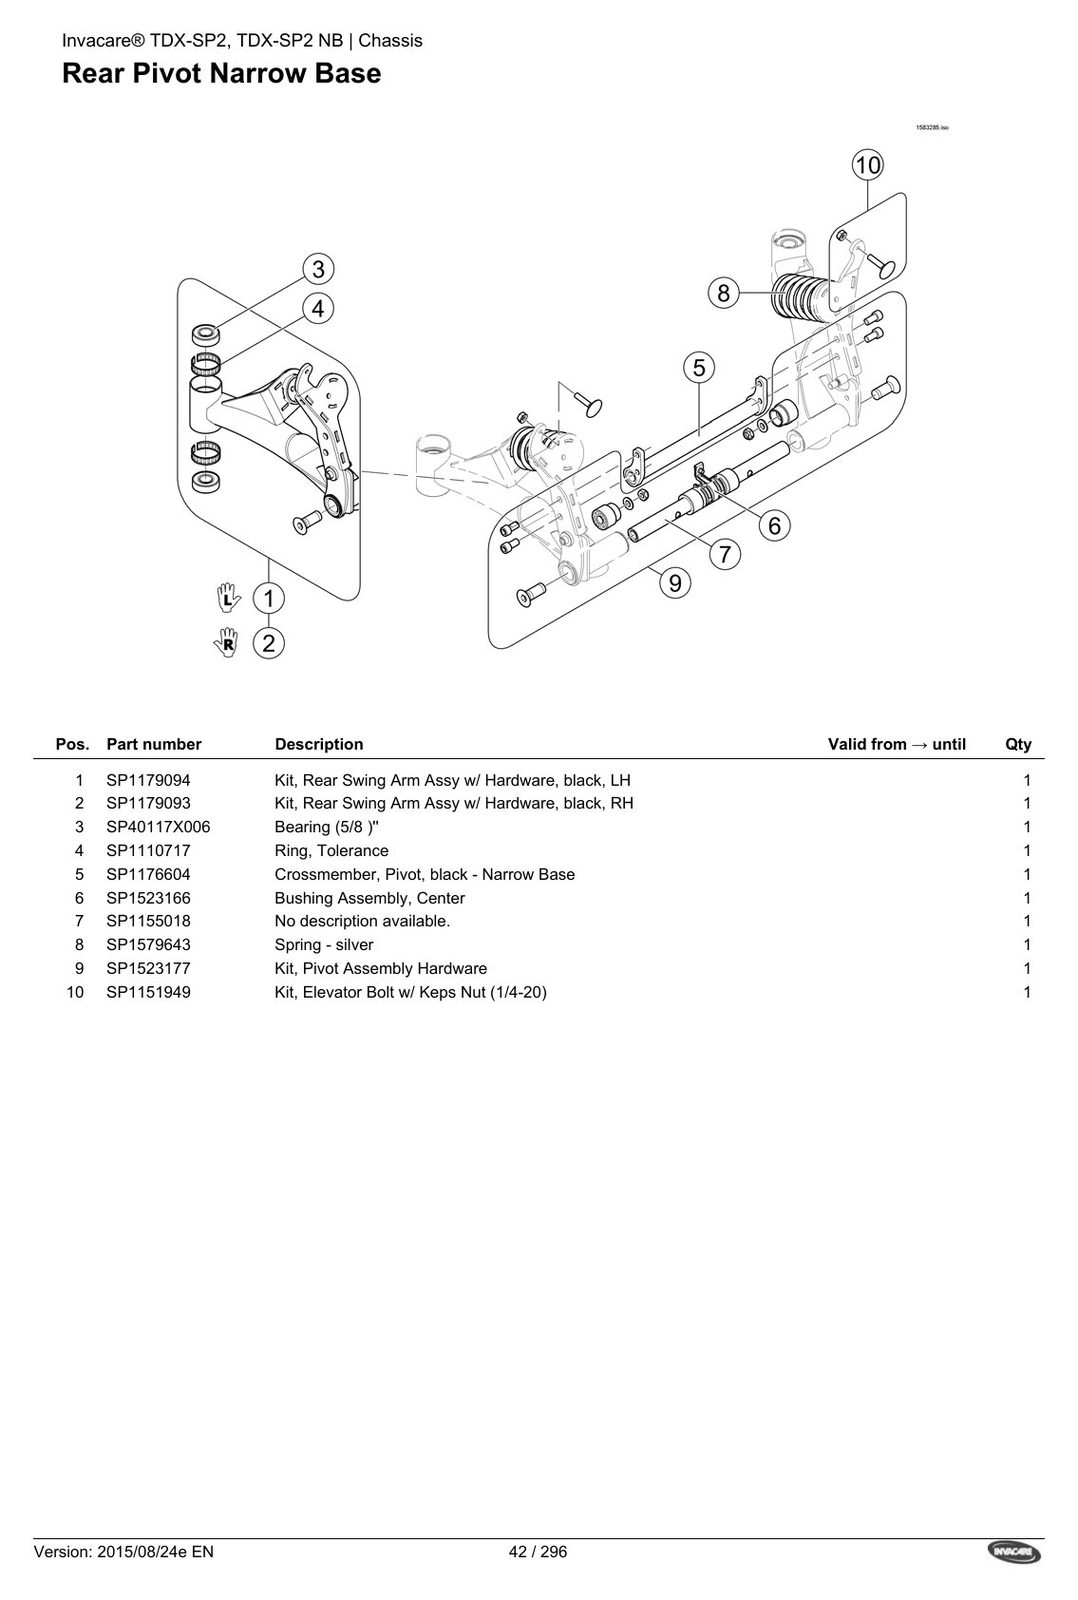 Invacare® TDX-SP2, TDX-SP2 NB | Chassis
Rear Pivot Narrow Base
1583285.iso
10
3
8
4
5
6
7
9
L 1
R 2
Pos. Part number Description Valid from → until Qty
1 SP1179094 Kit, Rear Swing Arm Assy w/ Hardware, black, LH 1
2 SP1179093 Kit, Rear Swing Arm Assy w/ Hardware, black, RH 1
3 SP40117X006 Bearing (5/8 )" 1
4 SP1110717 Ring, Tolerance 1
5 SP1176604 Crossmember, Pivot, black - Narrow Base 1
6 SP1523166 Bushing Assembly, Center 1
7 SP1155018 No description available. 1
8 SP1579643 Spring - silver 1
9 SP1523177 Kit, Pivot Assembly Hardware 1
10 SP1151949 Kit, Elevator Bolt w/ Keps Nut (1/4-20) 1
Version: 2015/08/24e EN 42 / 296 INVACARE